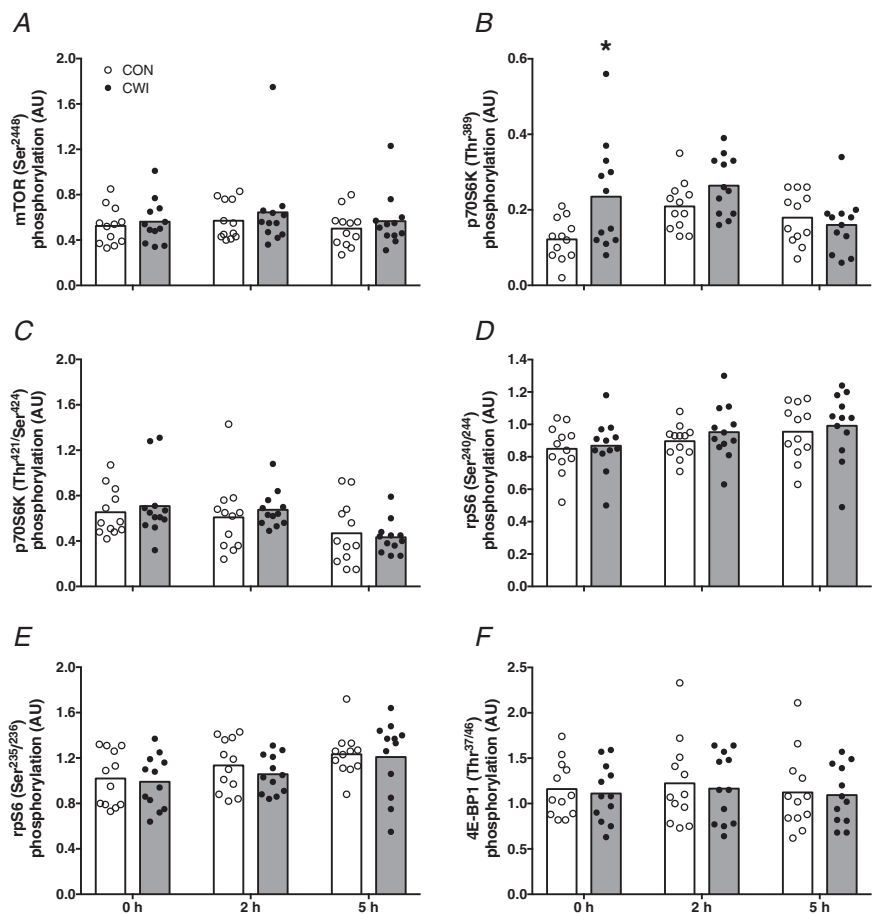 A
mTOR (Ser2448)
phosphorylation (AU)
2.0
1.6
1.2
0.8
0.4
0.0
CON
CWI
B
p70S6K (Thr389)
phosphorylation (AU)
0.6
0.4
0.2
0.0
*
C
p70S6K (Thr421/Ser424)
phosphorylation (AU)
2.0
1.6
1.2
0.8
0.4
0.0
D
rpS6 (Ser240/244)
phosphorylation (AU)
1.4
1.2
1.0
0.8
0.6
0.4
0.2
0.0
E
rpS6 (Ser235/236)
phosphorylation (AU)
2.0
1.6
1.2
0.8
0.4
0.0
0 h 2 h 5 h
F
4E-BP1 (Thr37/46)
phosphorylation (AU)
2.5
2.0
1.5
1.0
0.5
0.0
0 h 2 h 5 h